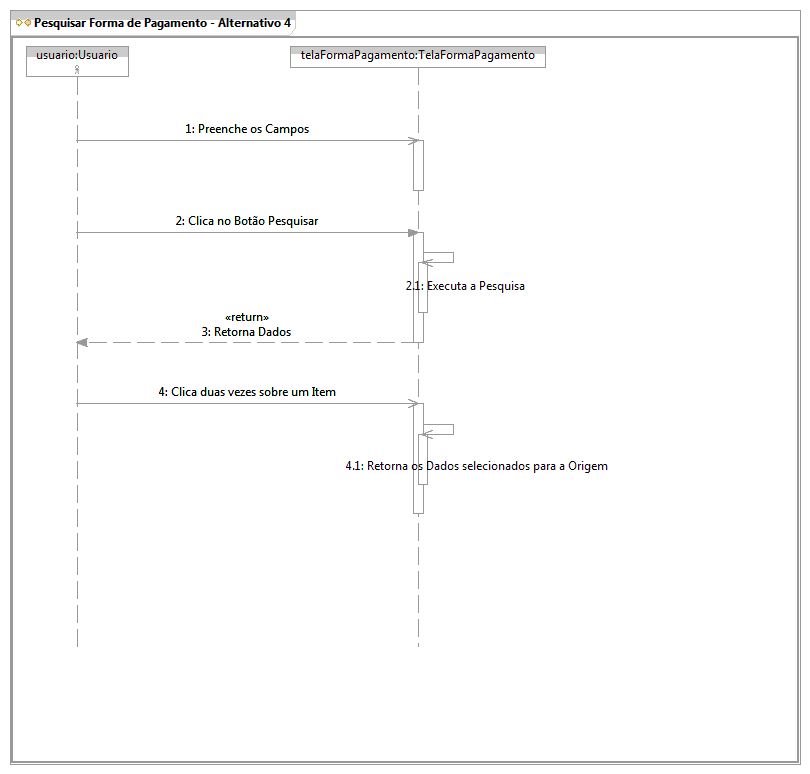 Pesquisar Forma de Pagamento - Alternativo 4
usuario:Usuario
telaFormaPagamento:TelaFormaPagamento
1: Preenche os Campos
2: Clica no Botão Pesquisar
2.1: Executa a Pesquisa
«return»
3: Retorna Dados
4: Clica duas vezes sobre um Item
4.1: Retorna os Dados selecionados para a Origem